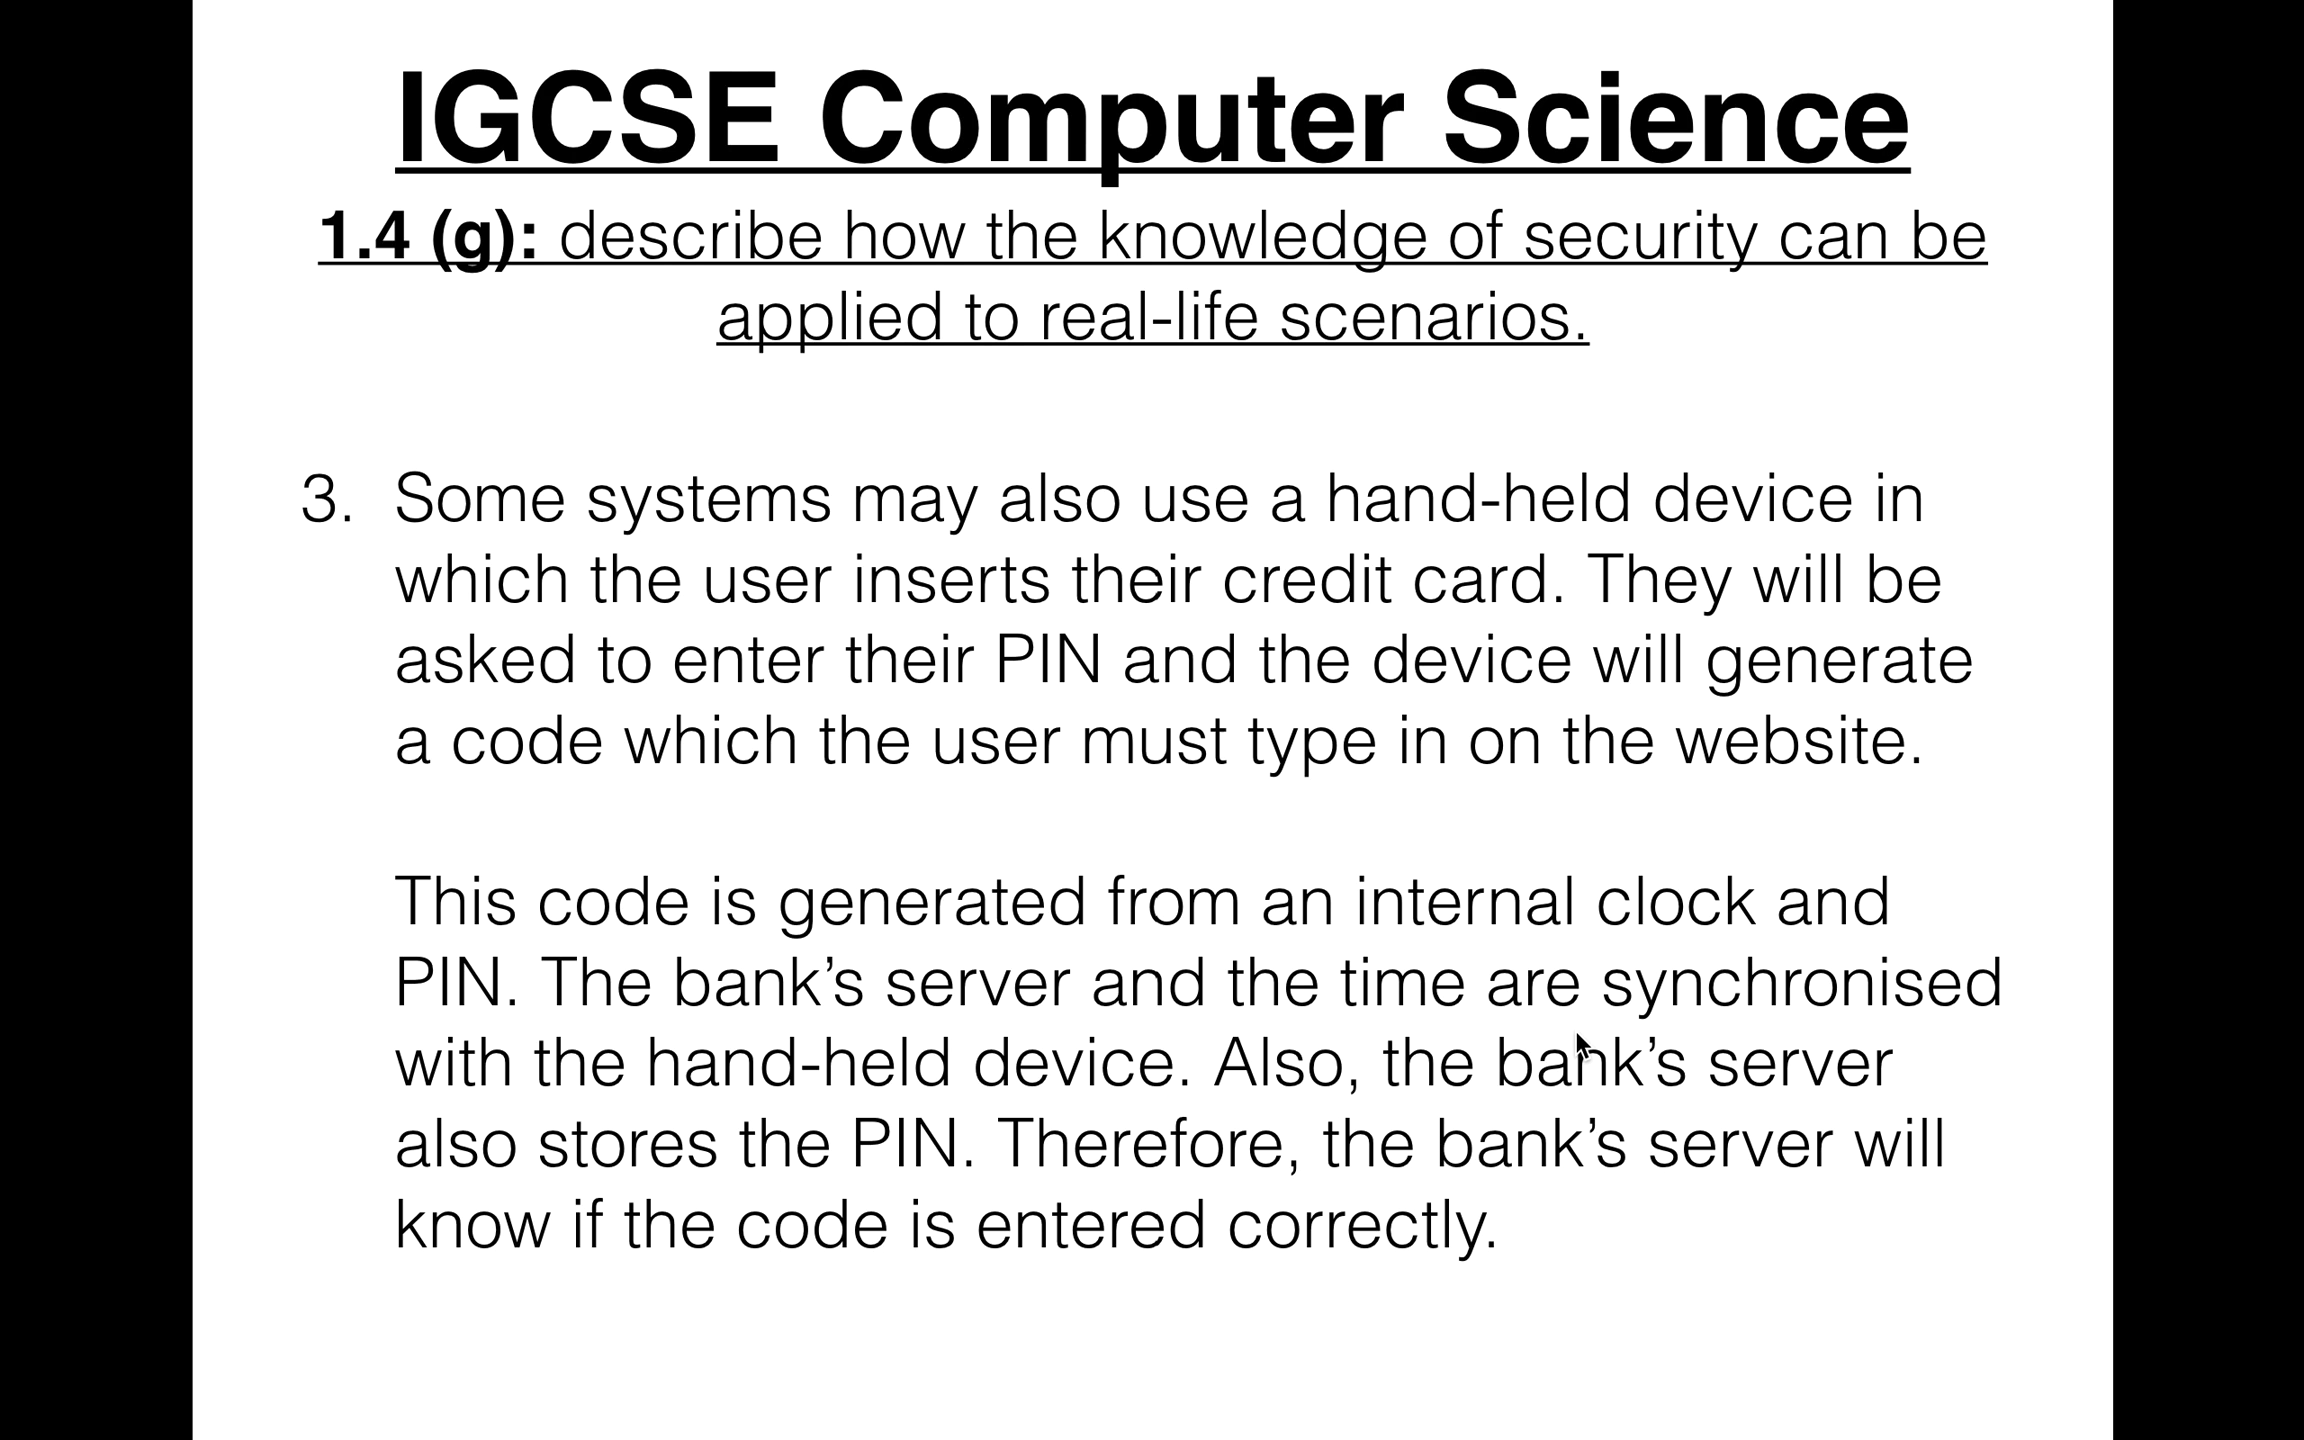 IGCSE Computer Science
1.4 (g): describe how the knowledge of security can be
applied to real-life scenarios.
3. Some systems may also use a hand-held device in
which the user inserts their credit card. They will be
asked to enter their PIN and the device will generate
a code which the user must type in on the website.
This code is generated from an internal clock and
PIN. The bank’s server and the time are synchronised
with the hand-held device. Also, the bank’s server
also stores the PIN. Therefore, the bank’s server will
know if the code is entered correctly.